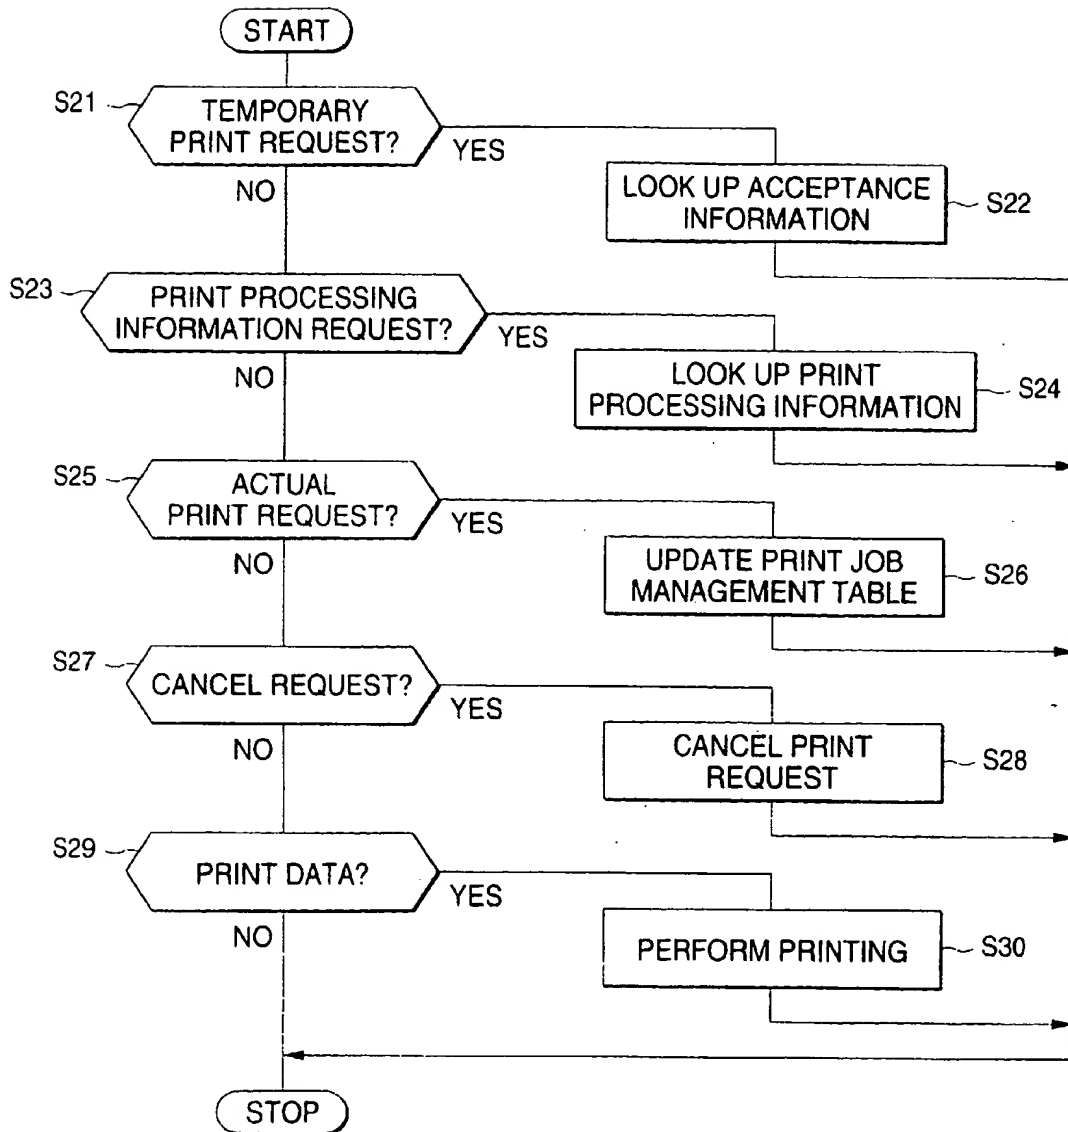 START
S21
TEMPORARY
PRINT REQUEST?
YES
NO
LOOK UP ACCEPTANCE
INFORMATION
S22
S23
PRINT PROCESSING
INFORMATION REQUEST?
YES
NO
LOOK UP PRINT
PROCESSING INFORMATION
S24
S25
ACTUAL
PRINT REQUEST?
YES
NO
UPDATE PRINT JOB
MANAGEMENT TABLE
S26
S27
CANCEL REQUEST?
YES
NO
CANCEL PRINT
REQUEST
S28
S29
PRINT DATA?
YES
NO
PERFORM PRINTING
S30
STOP